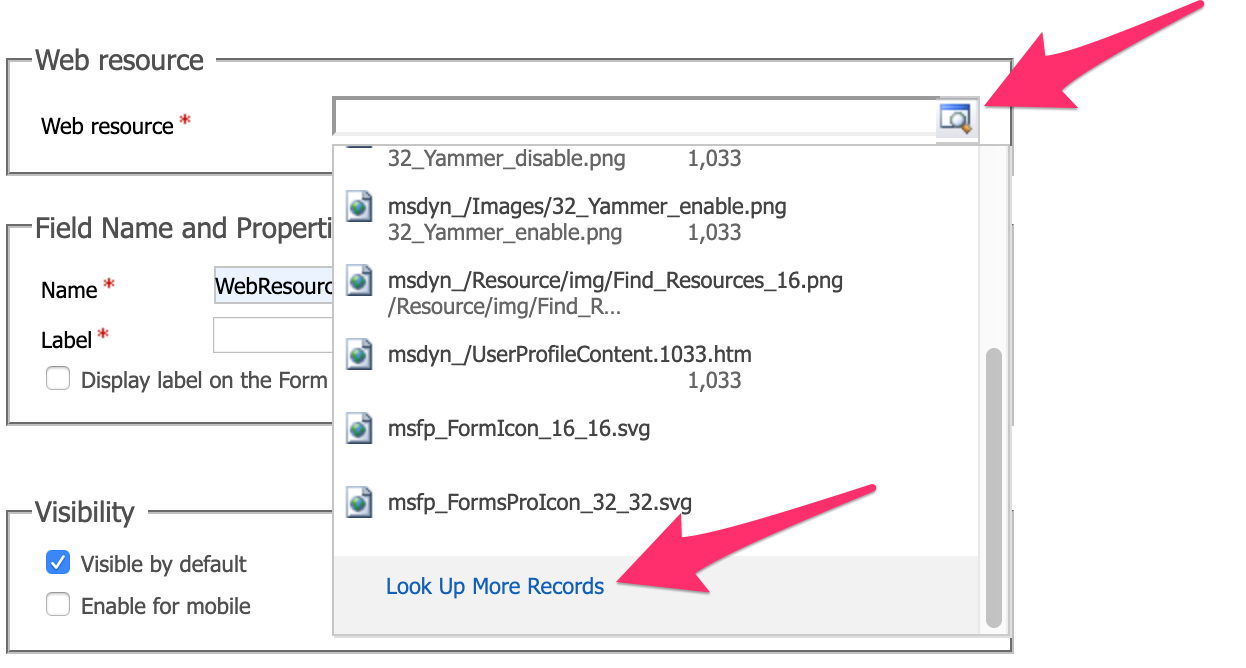 Web resource
Web resource *
32_Yammer_disable.png 1,033
msdyn_/Images/32_Yammer_enable.png
32_Yammer_enable.png 1,033
Field Name and Properti
msdyn_/Resource/img/Find_Resources_16.png
Name * WebResourc
/Resource/img/Find_R...
Label *
msdyn_/UserProfileContent.1033.htm
Display label on the Form 1,033
msfp_FormIcon_16_16.svg
Visibility
msfp_FormsProIcon_32_32.svg
Visible by default
Look Up More Records
Enable for mobile